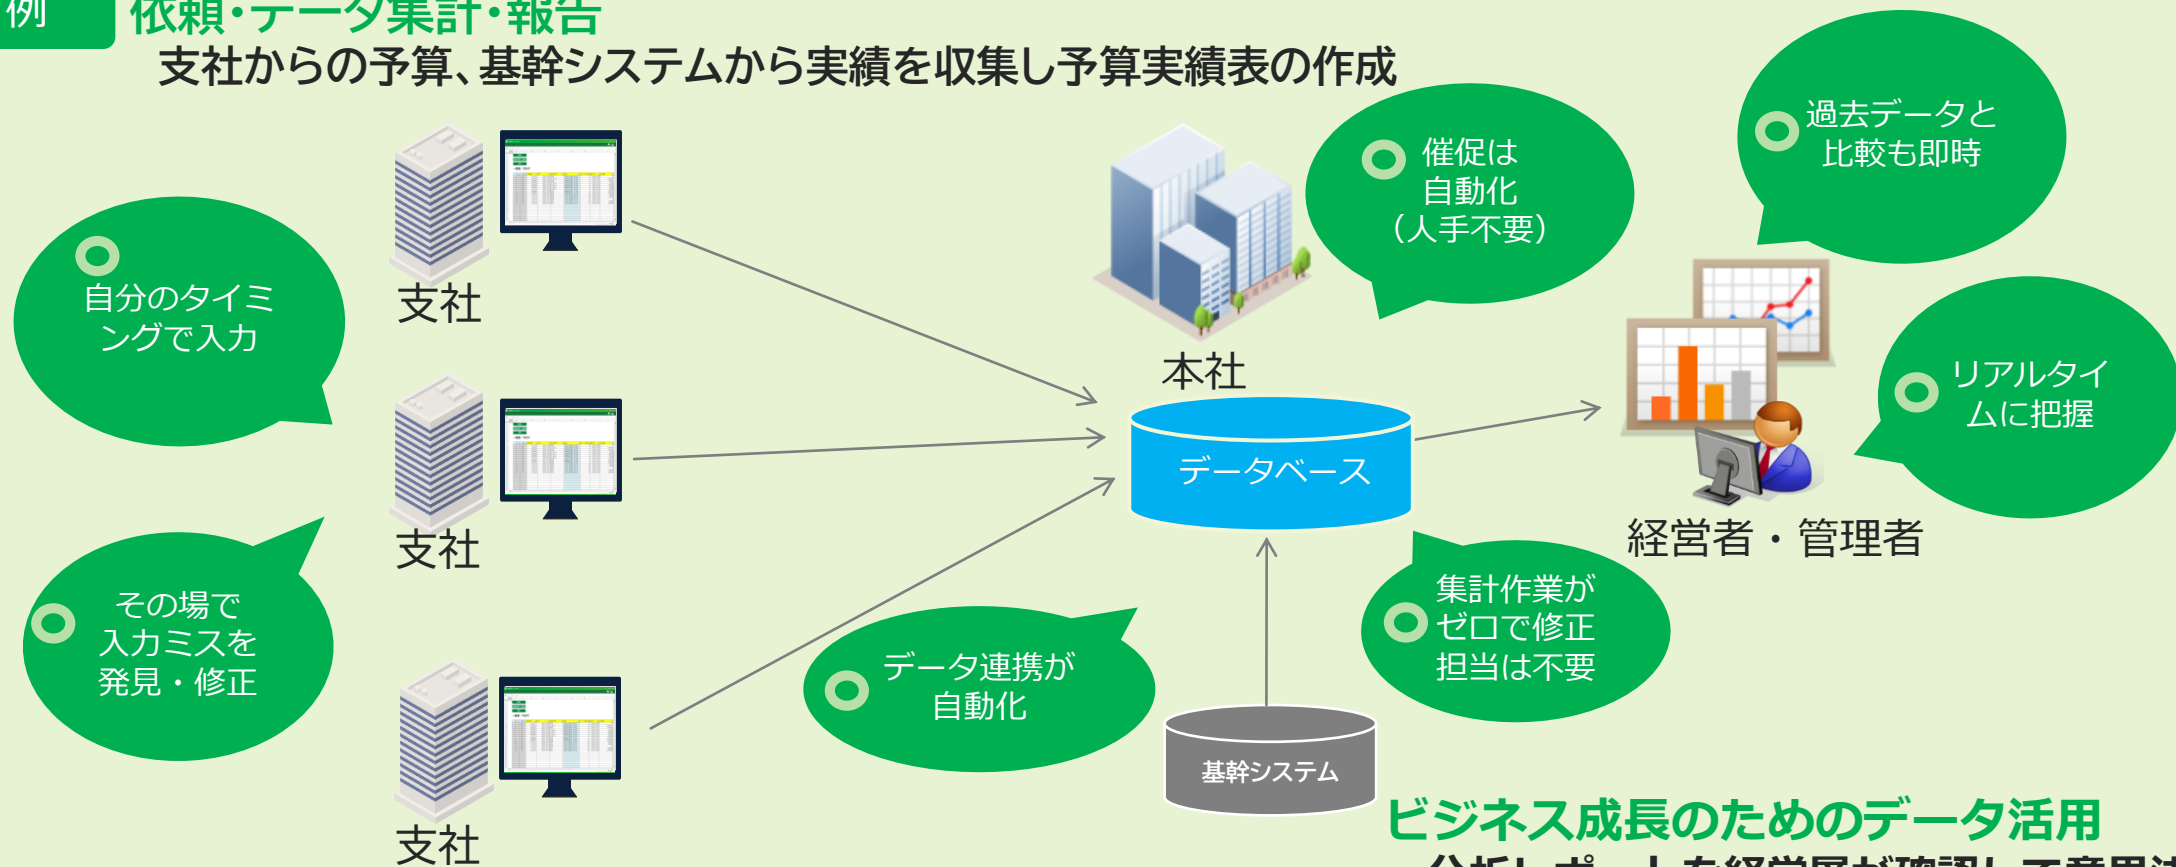 例
依頼・データ集計・報告
支社からの予算、基幹システムから実績を収集し予算実績表の作成
過去データと
比較も即時
催促は
自動化
（人手不要）
自分のタイミ
ングで入力
支社
本社
リアルタイ
ムに把握
データベース
経営者・管理者
支社
その場で
入力ミスを
発見・修正
集計作業が
ゼロで修正
担当は不要
データ連携が
自動化
基幹システム
支社
ビジネス成長のためのデータ活用